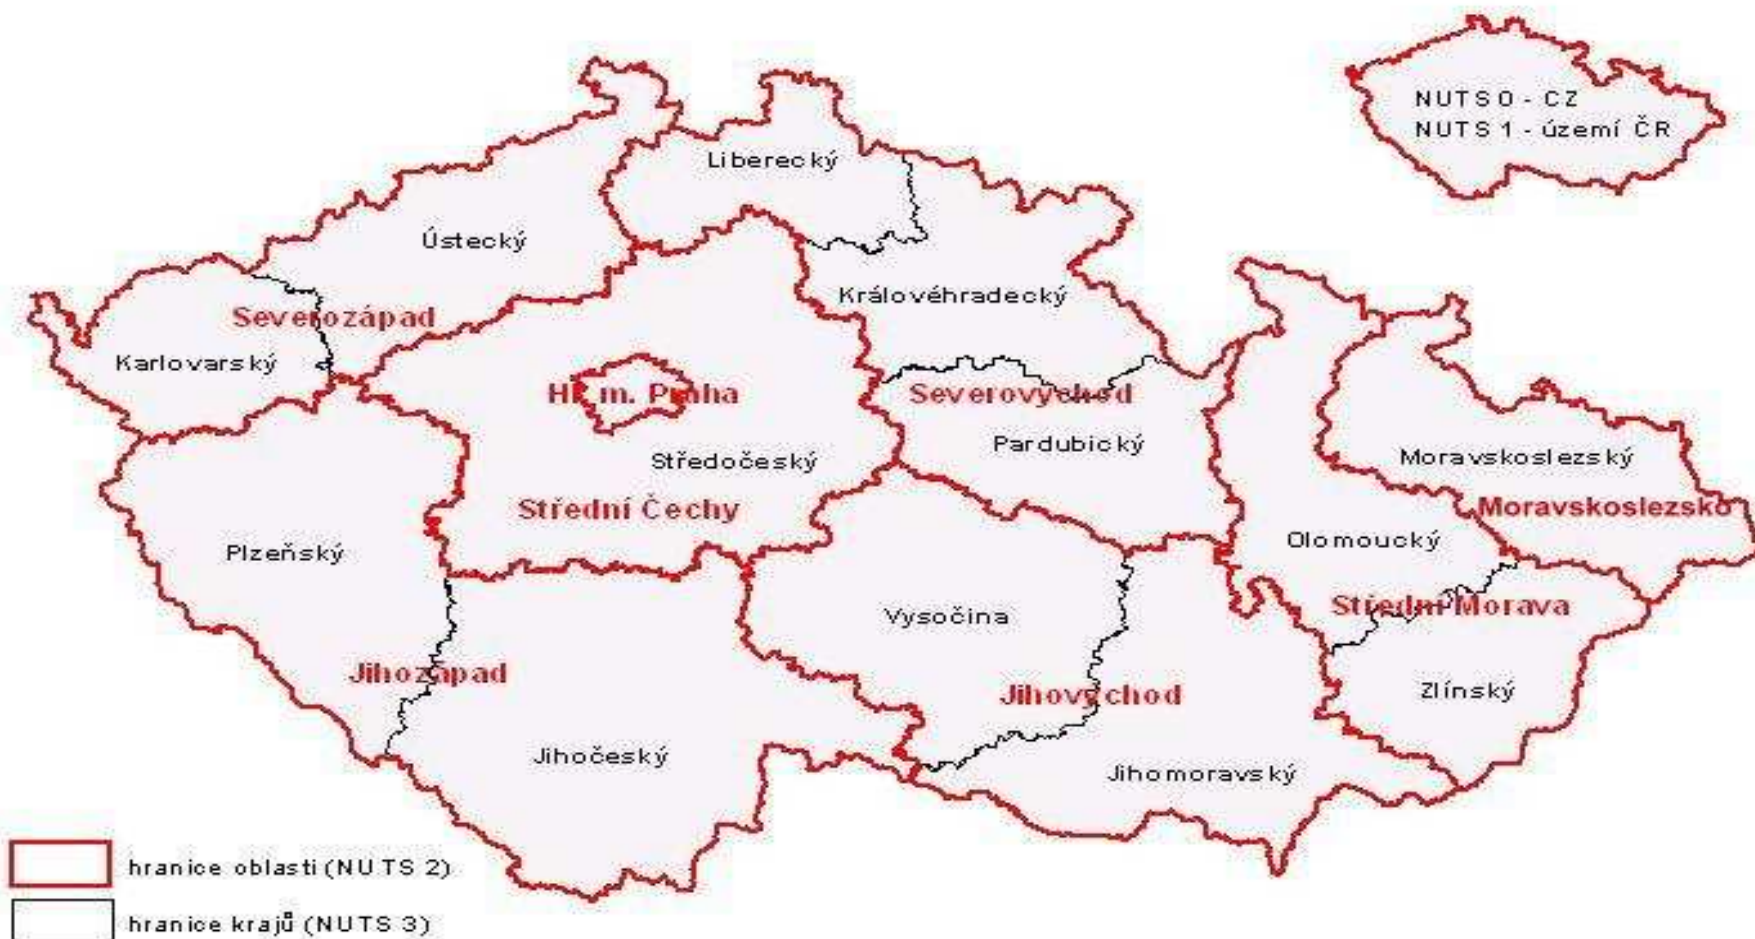 NUTS 0 - CZ
NUTS 1 - území ČR
Liberecký
Ústecký
Královéhradecký
Severozápad
Karlovarský
Hl. m. Praha
Severovýchod
Pardubický
Středočeský
Moravskoslezský
Střední Čechy
Moravskoslezsko
Plzeňský
Olomoucký
Vysočina
Střední Morava
Jihozápad
Jihovýchod
Zlínský
Jihočeský
Jihomoravský
hranice oblasti (NUTS 2)
hranice krajů (NUTS 3)